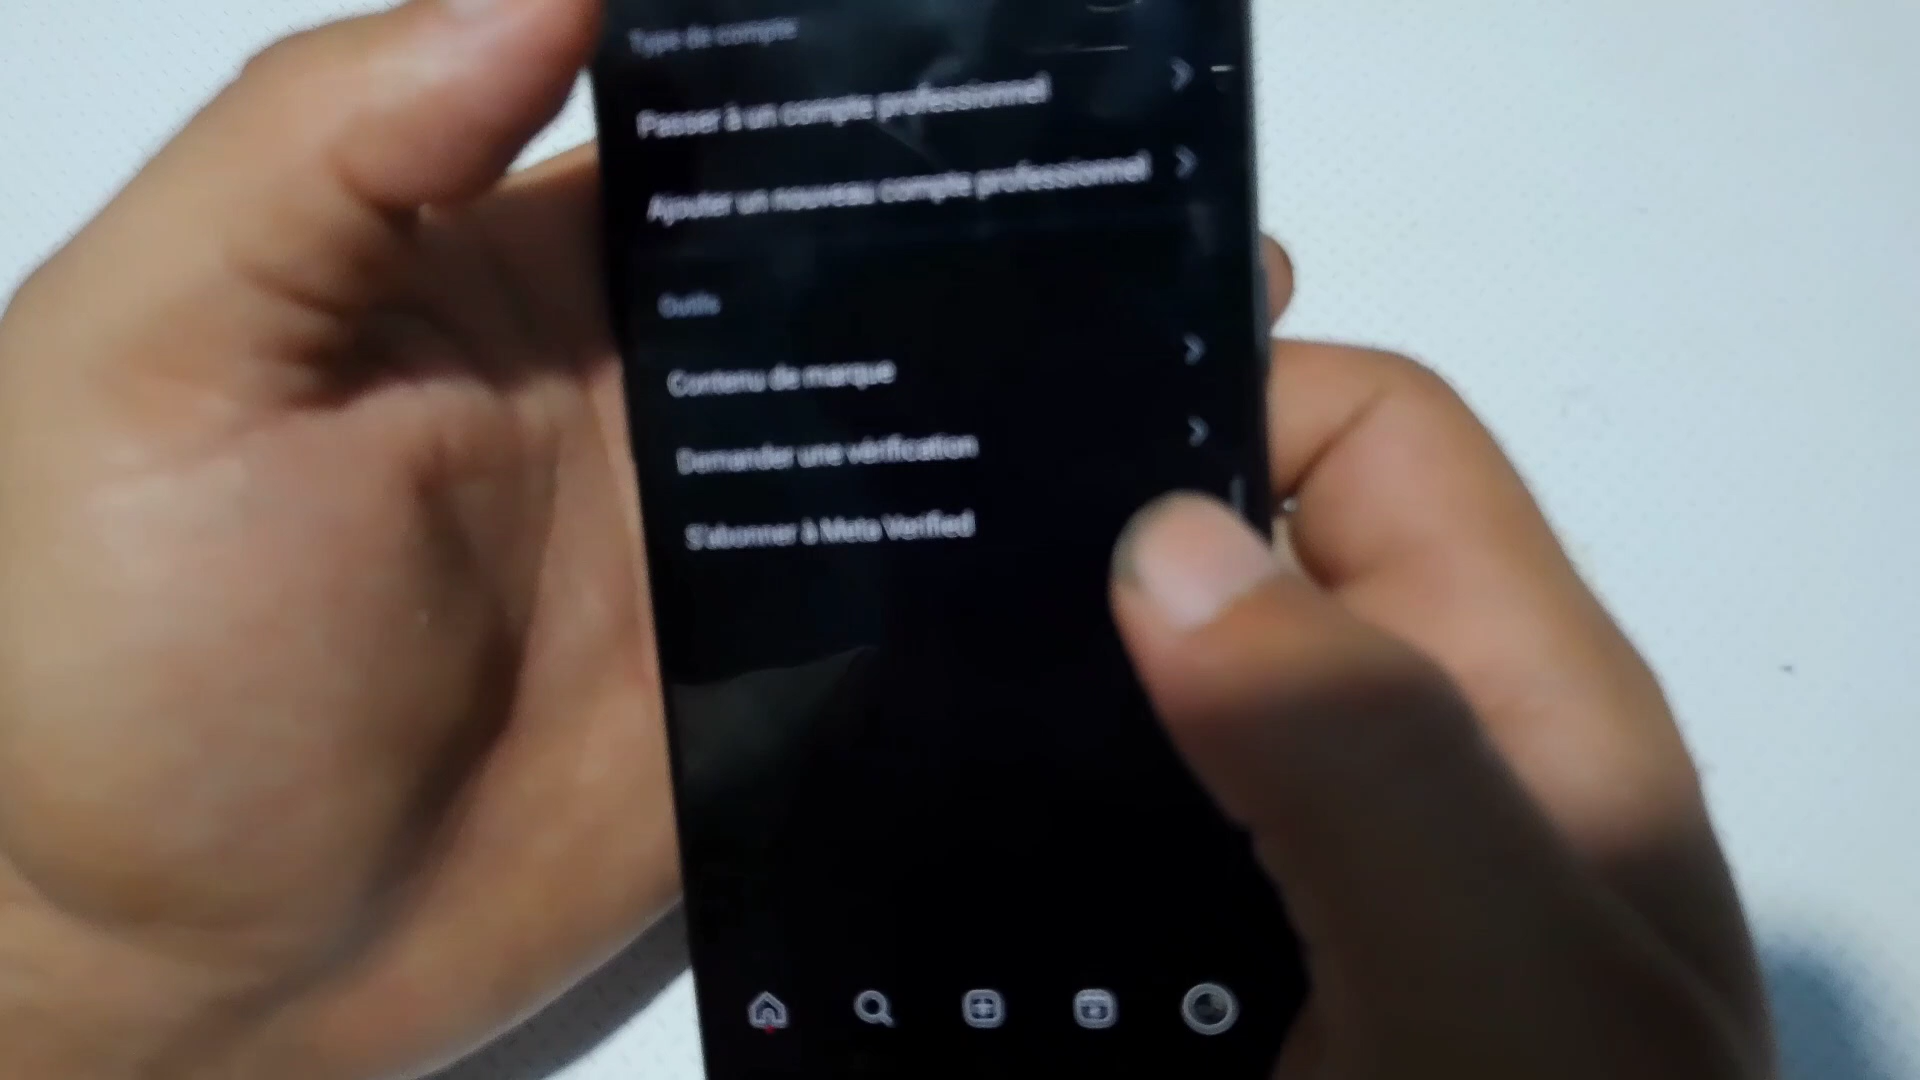 Type de compte
Passer à un compte professionnel
Ajouter un nouveau compte professionnel
Outils
Contenu de marque
Demander une vérification
S'abonner à Meta Verified